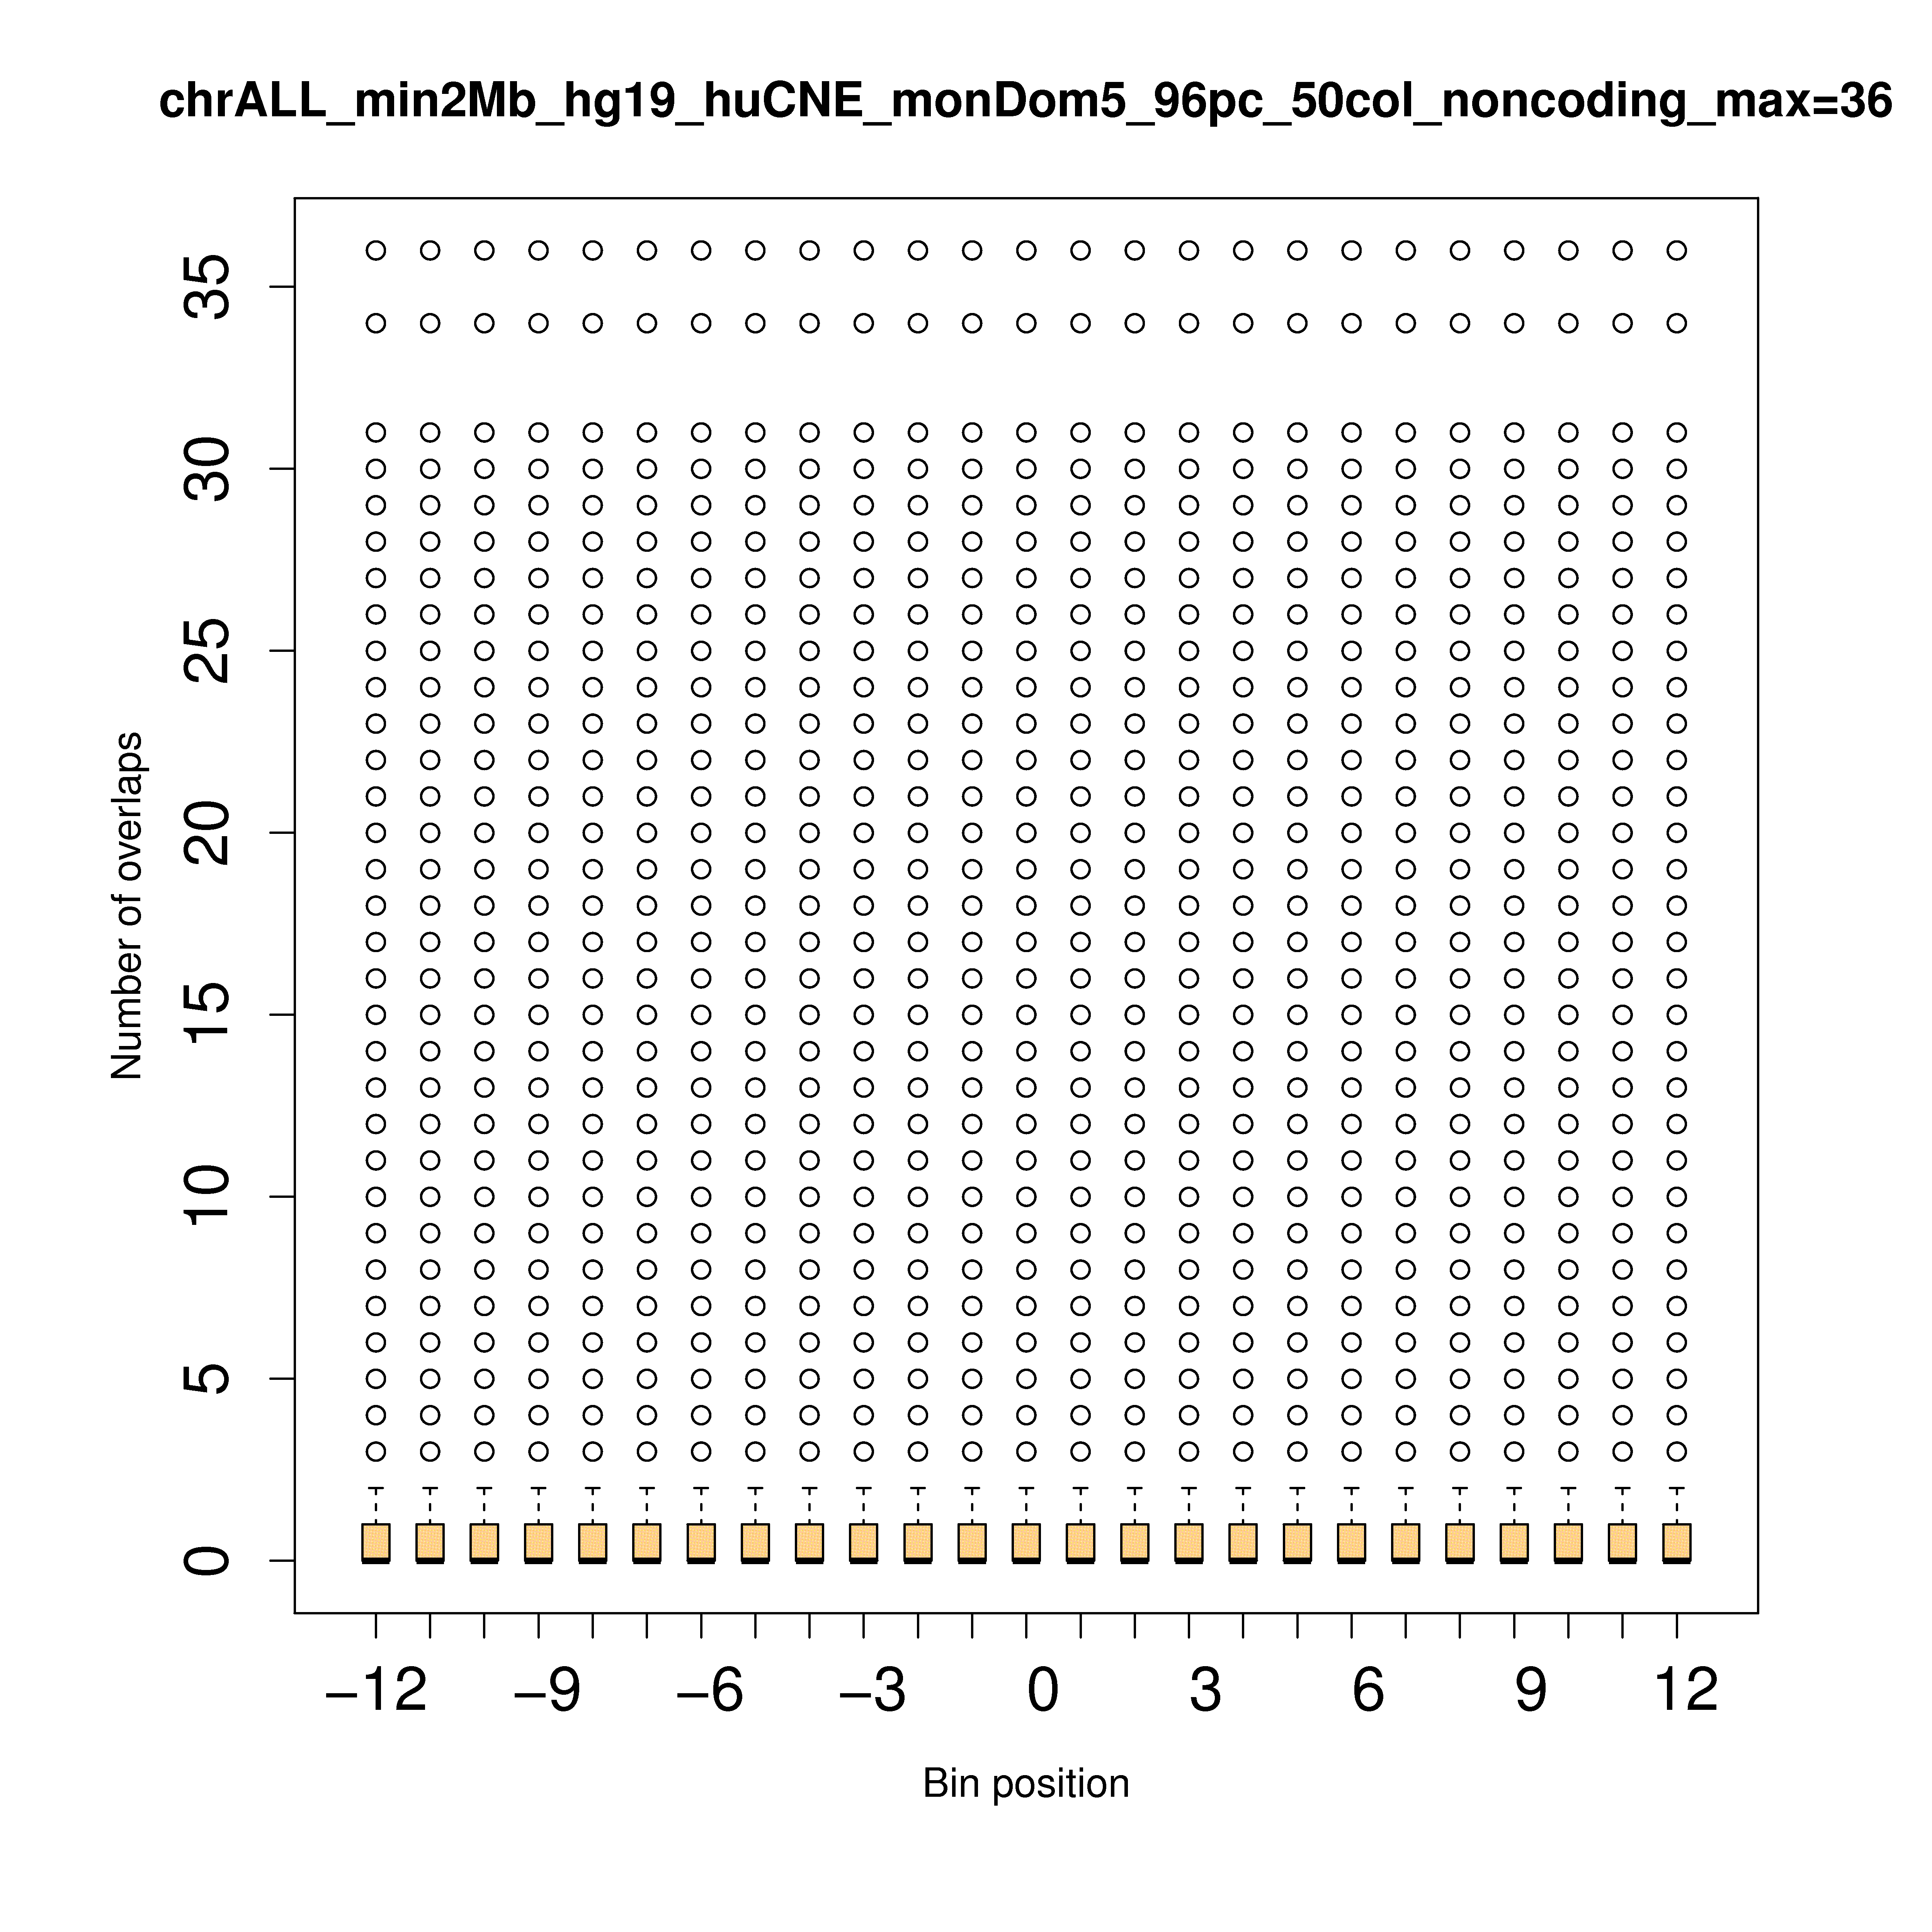 chrALL_min2Mb_hg19_huCNE_monDom5_96pc_50col_noncoding_max=36
35
30
25
20
15
10
5
0
Number of overlaps
−12 −9 −6 −3 0 3 6 9 12
Bin position